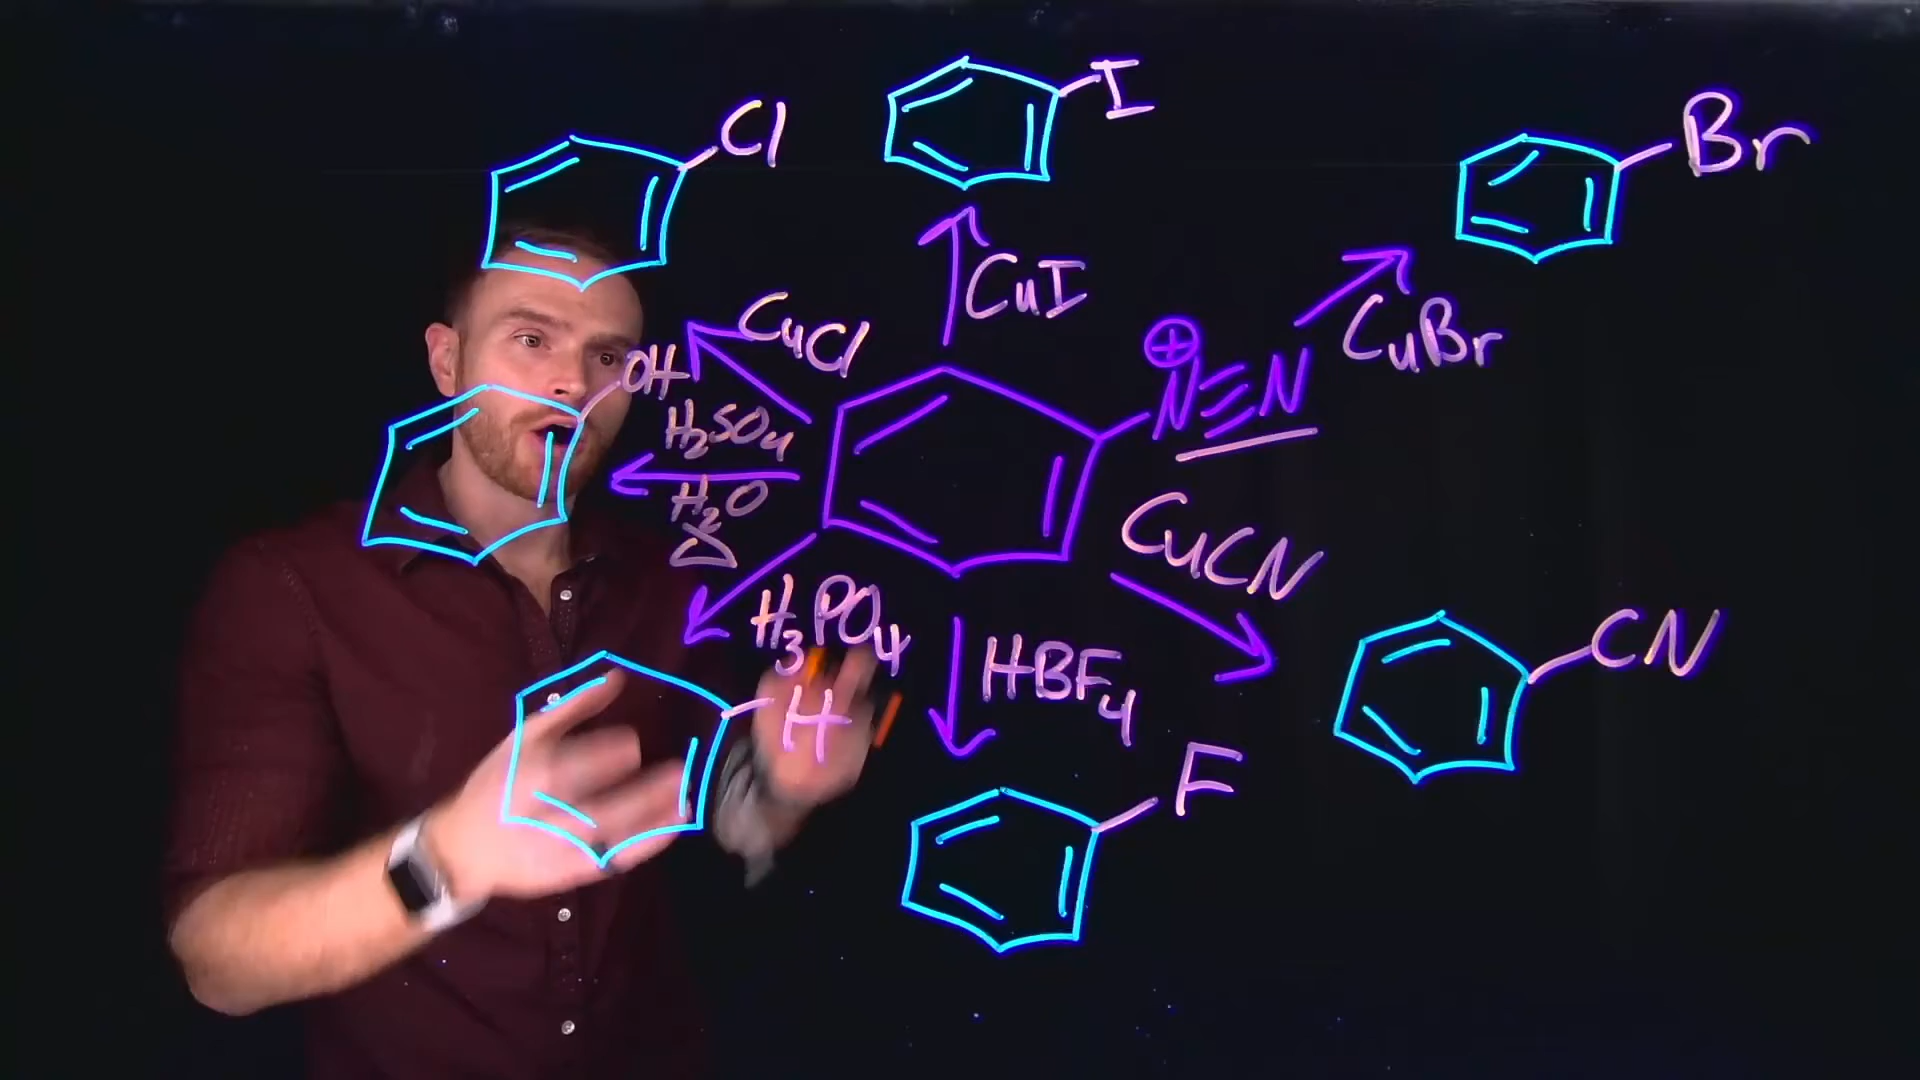 I
Cl
Br
CuI
CuCl
CuBr
⊕
N≡N
OH
H₂SO₄
H₂O
Δ
CuCN
H₃PO₄
H
HBF₄
CN
F